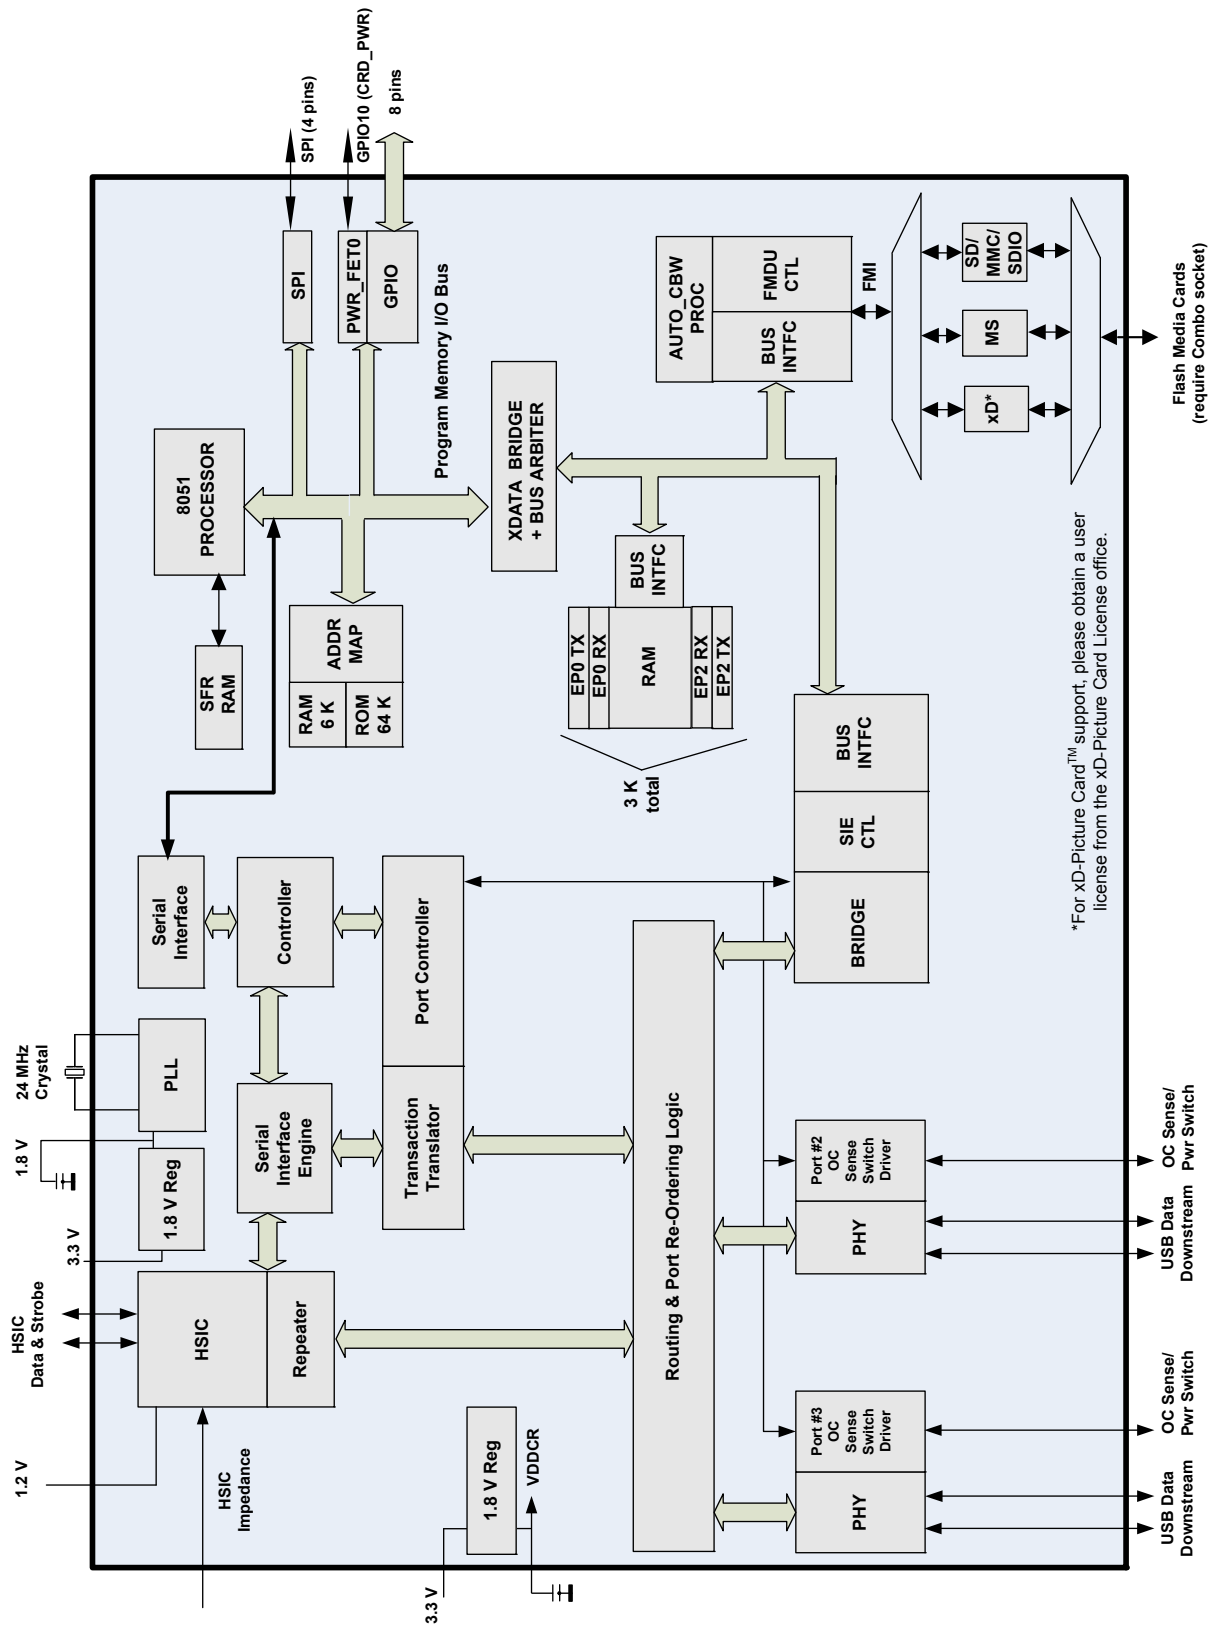 1.2 V
HSIC
Data & Strobe
3.3 V
1.8 V
24 MHz
Crystal
HSIC
Impedance
HSIC
Repeater
1.8 V Reg
PLL
Serial
Interface
Serial
Interface
Engine
Controller
Transaction
Translator
Port Controller
SFR
RAM
8051
PROCESSOR
RAM
6 K
ROM
64 K
ADDR
MAP
SPI
SPI (4 pins)
PWR_FET0
GPIO10 (CRD_PWR)
GPIO
8 pins
Program Memory I/O Bus
3.3 V
1.8 V Reg
VDDCR
XDATA BRIDGE
+ BUS ARBITER
3 K
total
EP0 TX
EP0 RX
RAM
EP2 RX
EP2 TX
BUS
INTFC
AUTO_CBW
PROC
BUS
INTFC
FMDU
CTL
FMI
Routing & Port Re-Ordering Logic
PHY
Port #3
OC
Sense
Switch
Driver
PHY
Port #2
OC
Sense
Switch
Driver
BRIDGE
SIE
CTL
BUS
INTFC
xD*
MS
SD/
MMC/
SDIO
*For xD-Picture Card™ support, please obtain a user
license from the xD-Picture Card License office.
USB Data
Downstream
OC Sense/
Pwr Switch
USB Data
Downstream
OC Sense/
Pwr Switch
Flash Media Cards
(require Combo socket)